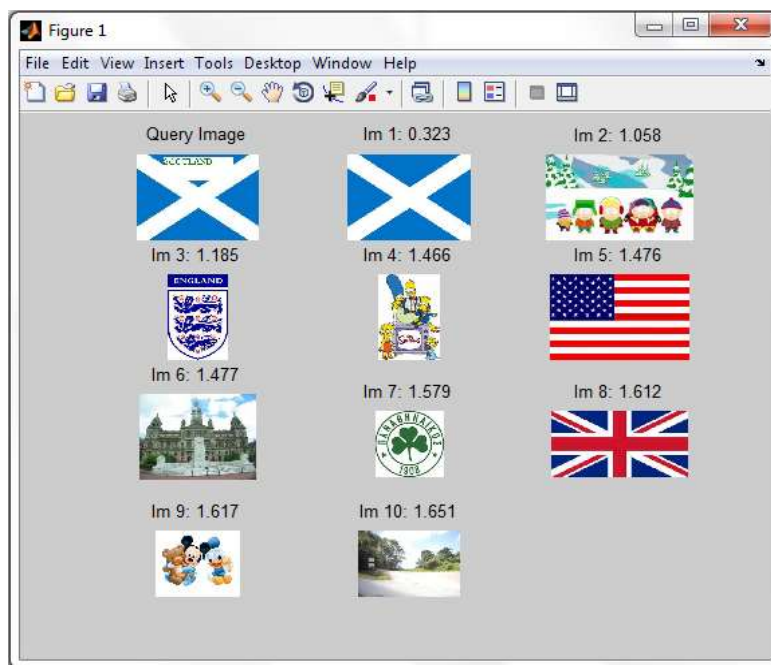 Figure 1
File Edit View Insert Tools Desktop Window Help
Query Image
Im 1: 0.323
Im 2: 1.058
SCOTLAND
Im 3: 1.185
Im 4: 1.466
Im 5: 1.476
ENGLAND
Im 6: 1.477
Im 7: 1.579
Im 8: 1.612
ΠΑΝΑΘΗΝΑΪΚΟΣ
1908
Im 9: 1.617
Im 10: 1.651